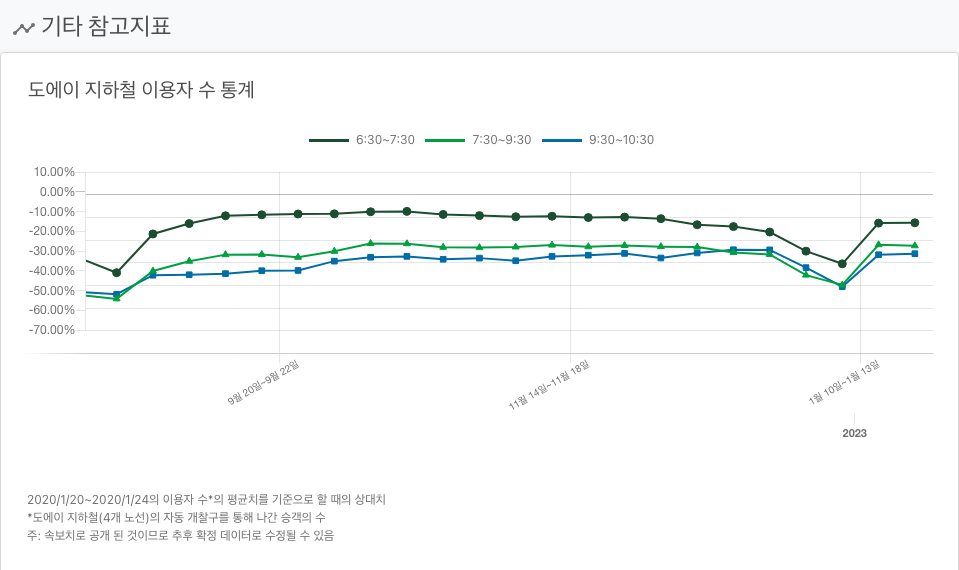 기타 참고지표
도에이 지하철 이용자 수 통계
6:30~7:30 7:30~9:30 9:30~10:30
10.00%
0.00%
-10.00%
-20.00%
-30.00%
-40.00%
-50.00%
-60.00%
-70.00%
9월 20일~9월 22일
11월 14일~11월 18일
1월 10일~1월 13일
2023
2020/1/20~2020/1/24의 이용자 수*의 평균치를 기준으로 할 때의 상대치
*도에이 지하철(4개 노선)의 자동 개찰구를 통해 나간 승객의 수
주: 속보치로 공개 된 것이므로 추후 확정 데이터로 수정될 수 있음